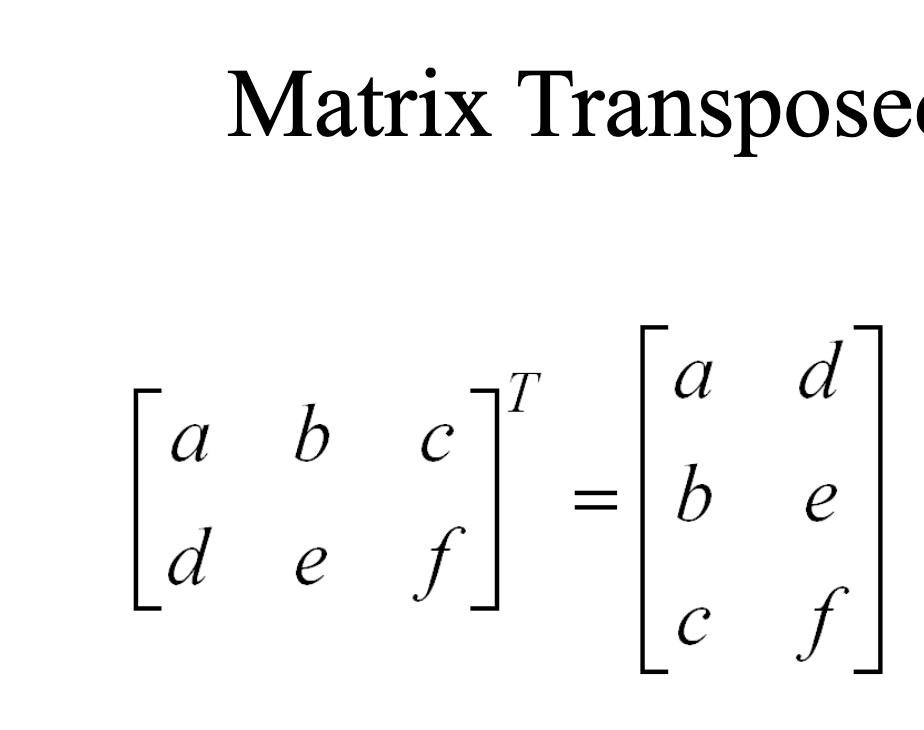 Matrix Transposed
[a b c
d e f]^T = [a d
b e
c f]